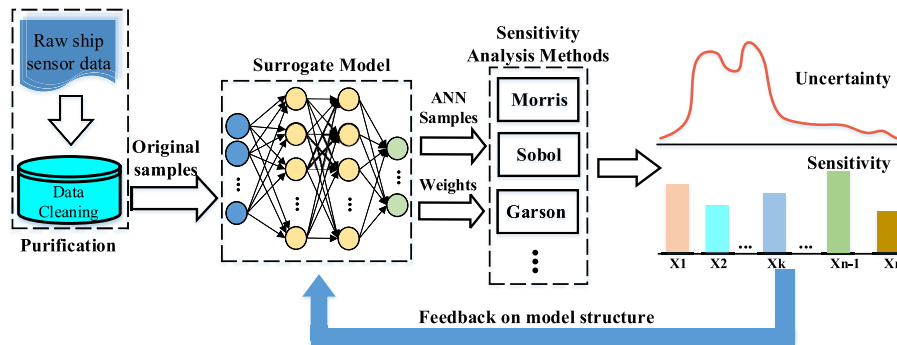 Raw ship
sensor data
Data
Cleaning
Purification
Original
samples
Surrogate Model
ANN
Samples
Weights
Sensitivity
Analysis Methods
Morris
Sobol
Garson
Uncertainty
Sensitivity
X1
X2
...
Xk
...
Xn-1
Feedback on model structure